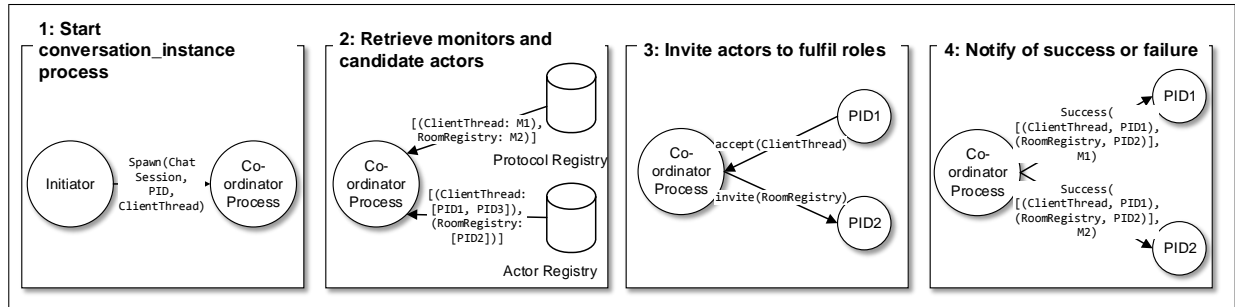 1: Start
conversation_instance
process
Initiator
Spawn(Chat
Session,
PID,
ClientThread)
Co-
ordinator
Process
2: Retrieve monitors and
candidate actors
[(ClientThread: M1),
RoomRegistry: M2)]
Protocol Registry
Co-
ordinator
Process
[(ClientThread:
[PID1, PID3]),
(RoomRegistry:
[PID2])]
Actor Registry
3: Invite actors to fulfil roles
PID1
Co-
ordinator
Process
accept(ClientThread)
invite(RoomRegistry)
PID2
4: Notify of success or failure
PID1
Success(
[(ClientThread, PID1),
(RoomRegistry, PID2)],
M1)
Co-
ordinator
Process
Success(
[(ClientThread, PID1),
(RoomRegistry, PID2)],
M2)
PID2